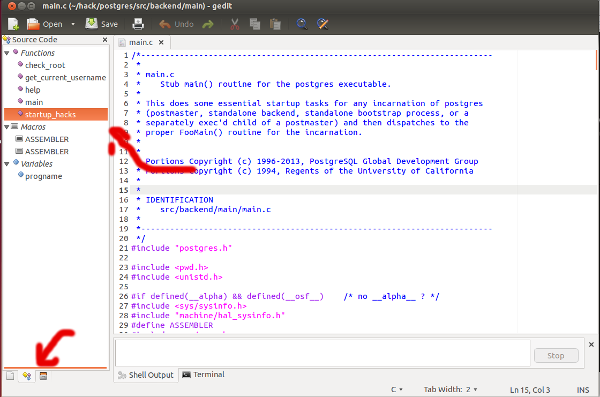 main.c (~/hack/postgres/src/backend/main) - gedit
Open
Save
Undo
Source Code
Functions
check_root
get_current_username
help
main
startup_hacks
Macros
ASSEMBLER
ASSEMBLER
Variables
progname
main.c
1 /*-------------------------------------------------------------------------
2 *
3 * main.c
4 *    Stub main() routine for the postgres executable.
5 *
6 * This does some essential startup tasks for any incarnation of postgres
7 * (postmaster, standalone backend, standalone bootstrap process, or a
8 * separately exec'd child of a postmaster) and then dispatches to the
9 * proper FooMain() routine for the incarnation.
10 *
11 *
12 * Portions Copyright (c) 1996-2013, PostgreSQL Global Development Group
13 * Portions Copyright (c) 1994, Regents of the University of California
14 *
15 *
16 * IDENTIFICATION
17 *    src/backend/main/main.c
18 *
19 *-------------------------------------------------------------------------
20 */
21 #include "postgres.h"
22
23 #include <pwd.h>
24 #include <unistd.h>
25
26 #if defined(__alpha) && defined(__osf__)    /* no __alpha__ ? */
27 #include <sys/sysinfo.h>
28 #include "machine/hal_sysinfo.h"
29 #define ASSEMBLER
Stop
Shell Output
Terminal
C
Tab Width: 2
Ln 15, Col 3
INS